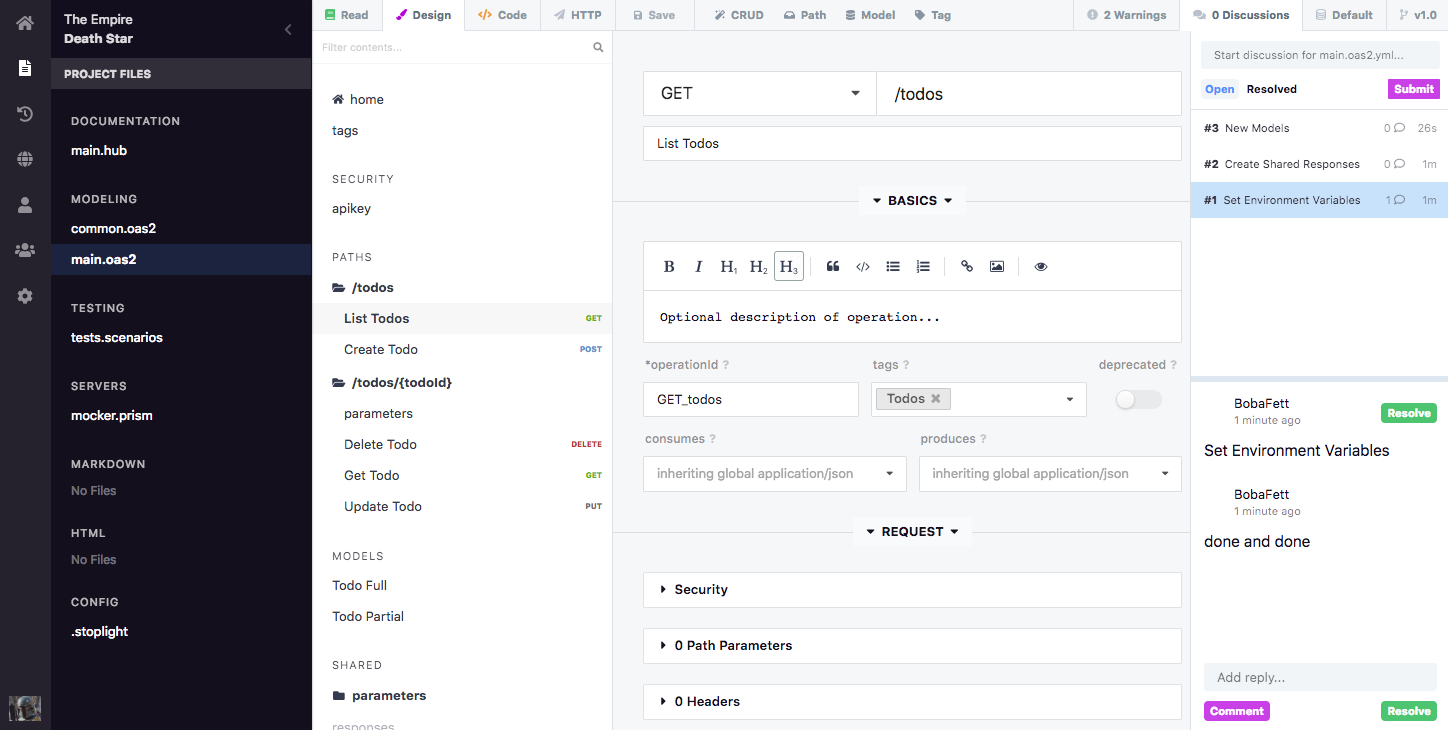 The Empire
Death Star
PROJECT FILES
DOCUMENTATION
main.hub
MODELING
common.oas2
main.oas2
TESTING
tests.scenarios
SERVERS
mocker.prism
MARKDOWN
No Files
HTML
No Files
CONFIG
.stoplight
Read Design Code HTTP Save CRUD Path Model Tag 2 Warnings 0 Discussions Default v1.0
Filter contents...
home
tags
SECURITY
apikey
PATHS
/todos
List Todos GET
Create Todo POST
/todos/{todoId}
parameters
Delete Todo DELETE
Get Todo GET
Update Todo PUT
MODELS
Todo Full
Todo Partial
SHARED
parameters
responses
GET /todos
List Todos
BASICS
B I H1 H2 H3
Optional description of operation...
*operationId ? tags ? deprecated ?
GET_todos Todos
consumes ? produces ?
inheriting global application/json inheriting global application/json
REQUEST
Security
0 Path Parameters
0 Headers
Start discussion for main.oas2.yml...
Open Resolved Submit
#3 New Models 0 26s
#2 Create Shared Responses 0 1m
#1 Set Environment Variables 1 1m
BobaFett
1 minute ago Resolve
Set Environment Variables
BobaFett
1 minute ago
done and done
Add reply...
Comment Resolve